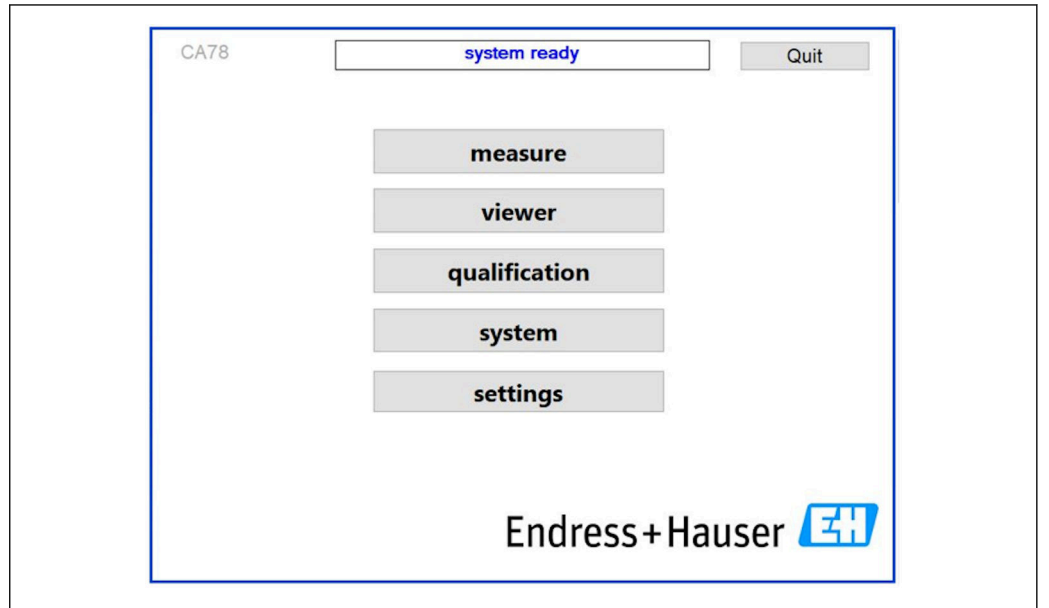 CA78
system ready
Quit
measure
viewer
qualification
system
settings
Endress+Hauser EH